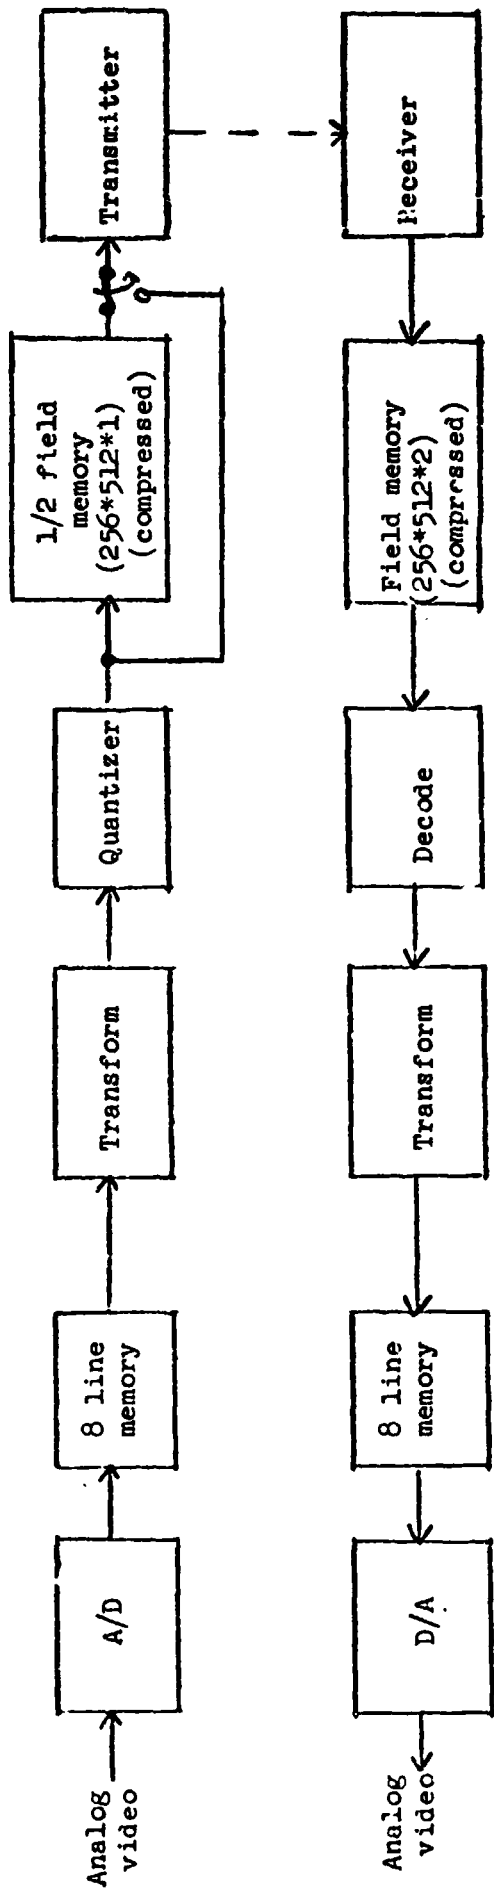 Analog
video
A/D
8 line
memory
Transform
Quantizer
1/2 field
memory
(256*512*1)
(compressed)
Transmitter
Analog
video
D/A
8 line
memory
Transform
Decode
Field memory
(256*512*2)
(compressed)
Receiver